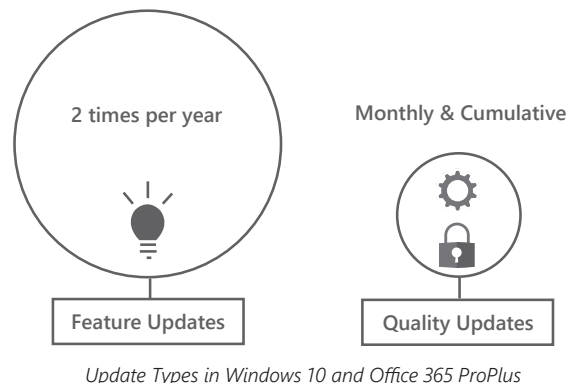 2 times per year
Monthly & Cumulative
Feature Updates
Quality Updates
Update Types in Windows 10 and Office 365 ProPlus